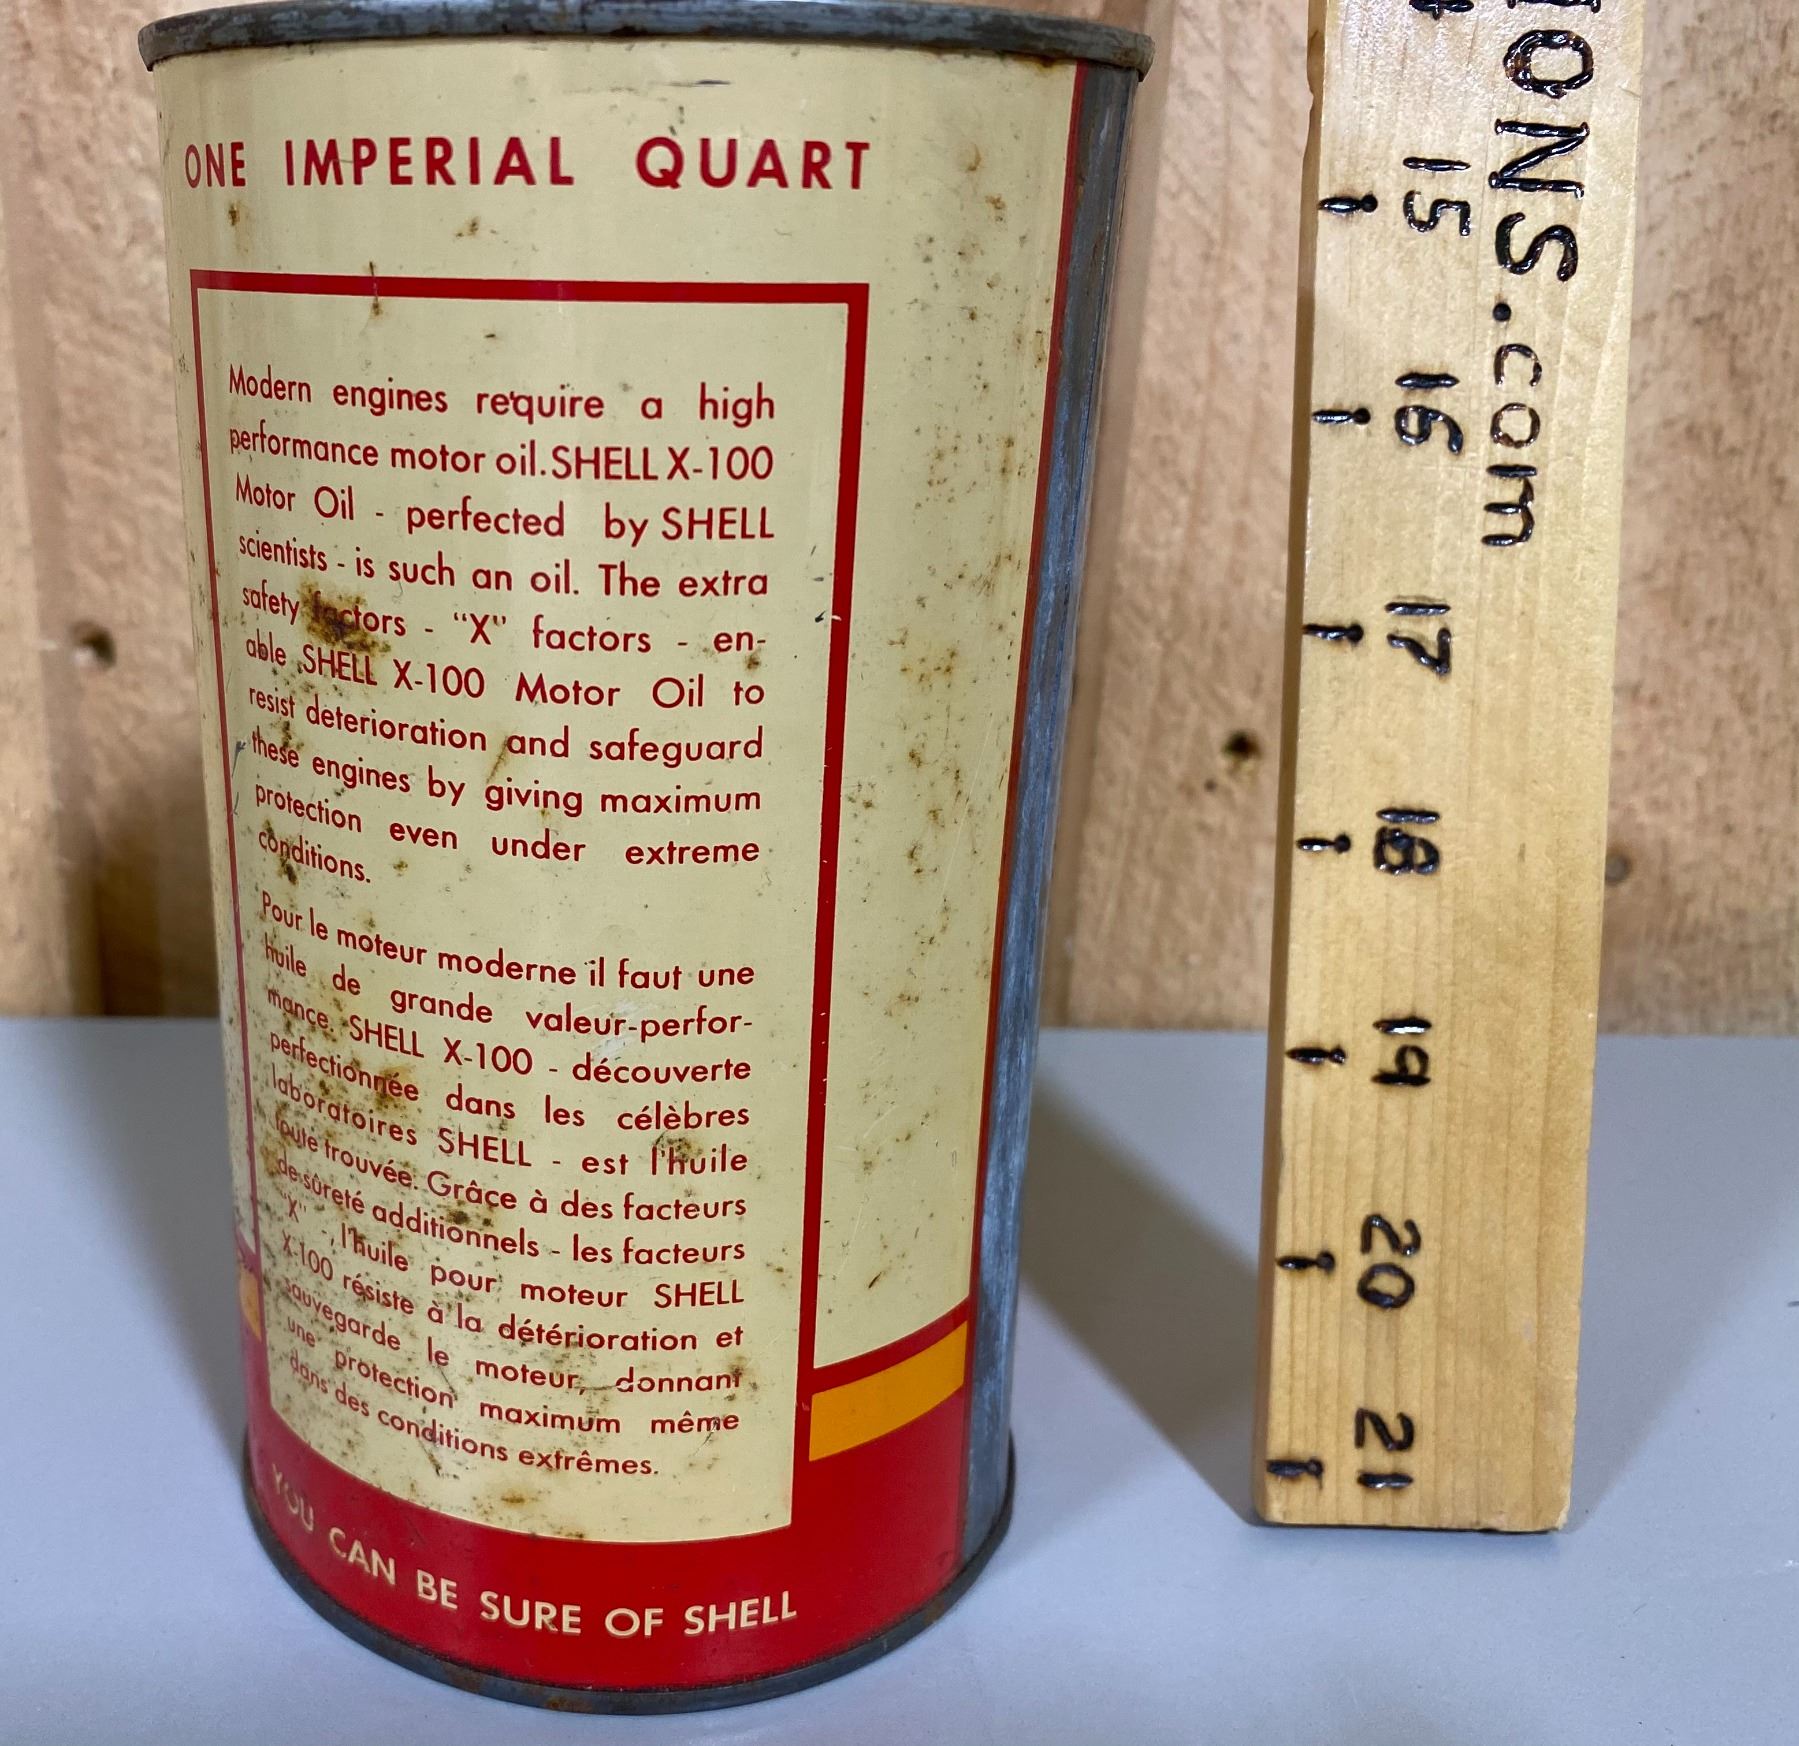 ONE IMPERIAL QUART
Modern engines require a high
performance motor oil. SHELL X-100
Motor Oil - perfected by SHELL
scientists - is such an oil. The extra
safety factors - "X" factors - en-
able SHELL X-100 Motor Oil to
resist deterioration and safeguard
these engines by giving maximum
protection even under extreme
conditions.
Pour le moteur moderne il faut une
huile de grande valeur-perfor-
mance. SHELL X-100 - découverte
perfectionnée dans les célèbres
laboratoires SHELL - est l'huile
toute trouvée. Grâce à des facteurs
de sûreté additionnels - les facteurs
"X" -, l'huile pour moteur SHELL
X-100 résiste à la détérioration et
sauvegarde le moteur, donnant
une protection maximum même
dans des conditions extrêmes.
YOU CAN BE SURE OF SHELL
IONS.com
15
16
17
18
19
20
21